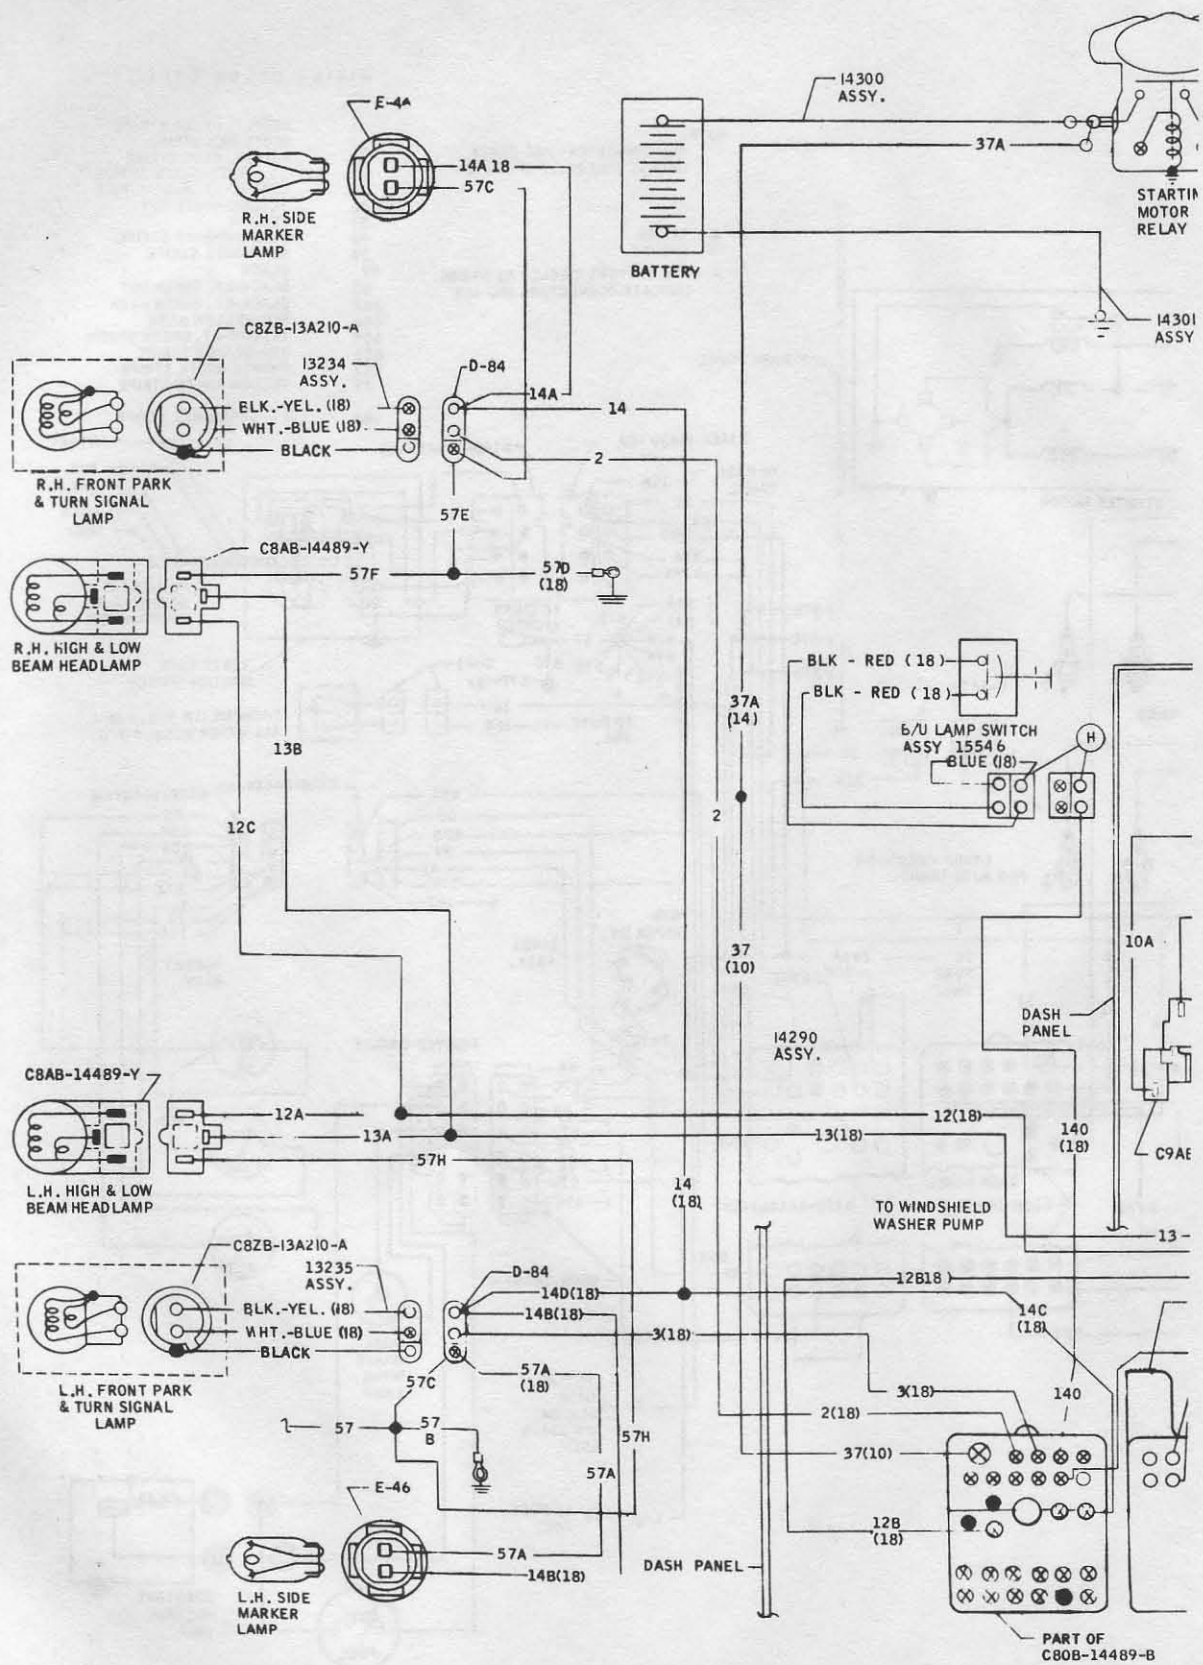 14300
ASSY.
E-4A
37A
14A 18
57C
STARTIN
MOTOR
RELAY
R.H. SIDE
MARKER
LAMP
BATTERY
14301
ASSY
C8ZB-13A210-A
13234
ASSY.
D-84
14A
14
BLK.-YEL. (18)
WHT.-BLUE (18)
BLACK
2
R.H. FRONT PARK
& TURN SIGNAL
LAMP
57E
C8AB-14489-Y
57F
57D
(18)
R.H. HIGH & LOW
BEAM HEADLAMP
BLK - RED (18)
BLK - RED (18)
37A
(14)
B/U LAMP SWITCH
ASSY 15546
BLUE (18)
H
13B
12C
2
37
(10)
10A
DASH
PANEL
14290
ASSY.
C8AB-14489-Y
12A
12(18)
13A
13(18)
140
(18)
57H
C9AE
14
(18)
L.H. HIGH & LOW
BEAM HEADLAMP
TO WINDSHIELD
WASHER PUMP
13
C8ZB-13A210-A
13235
ASSY.
D-84
12B18)
14D(18)
BLK.-YEL. (18)
14B(18)
14C
(18)
WHT.-BLUE (18)
3(18)
BLACK
57C
57A
(18)
L.H. FRONT PARK
& TURN SIGNAL
LAMP
3(18)
140
2(18)
57
57
B
57H
37(10)
57A
E-46
12B
(18)
57A
14B(18)
DASH PANEL
L.H. SIDE
MARKER
LAMP
PART OF
C80B-14489-B